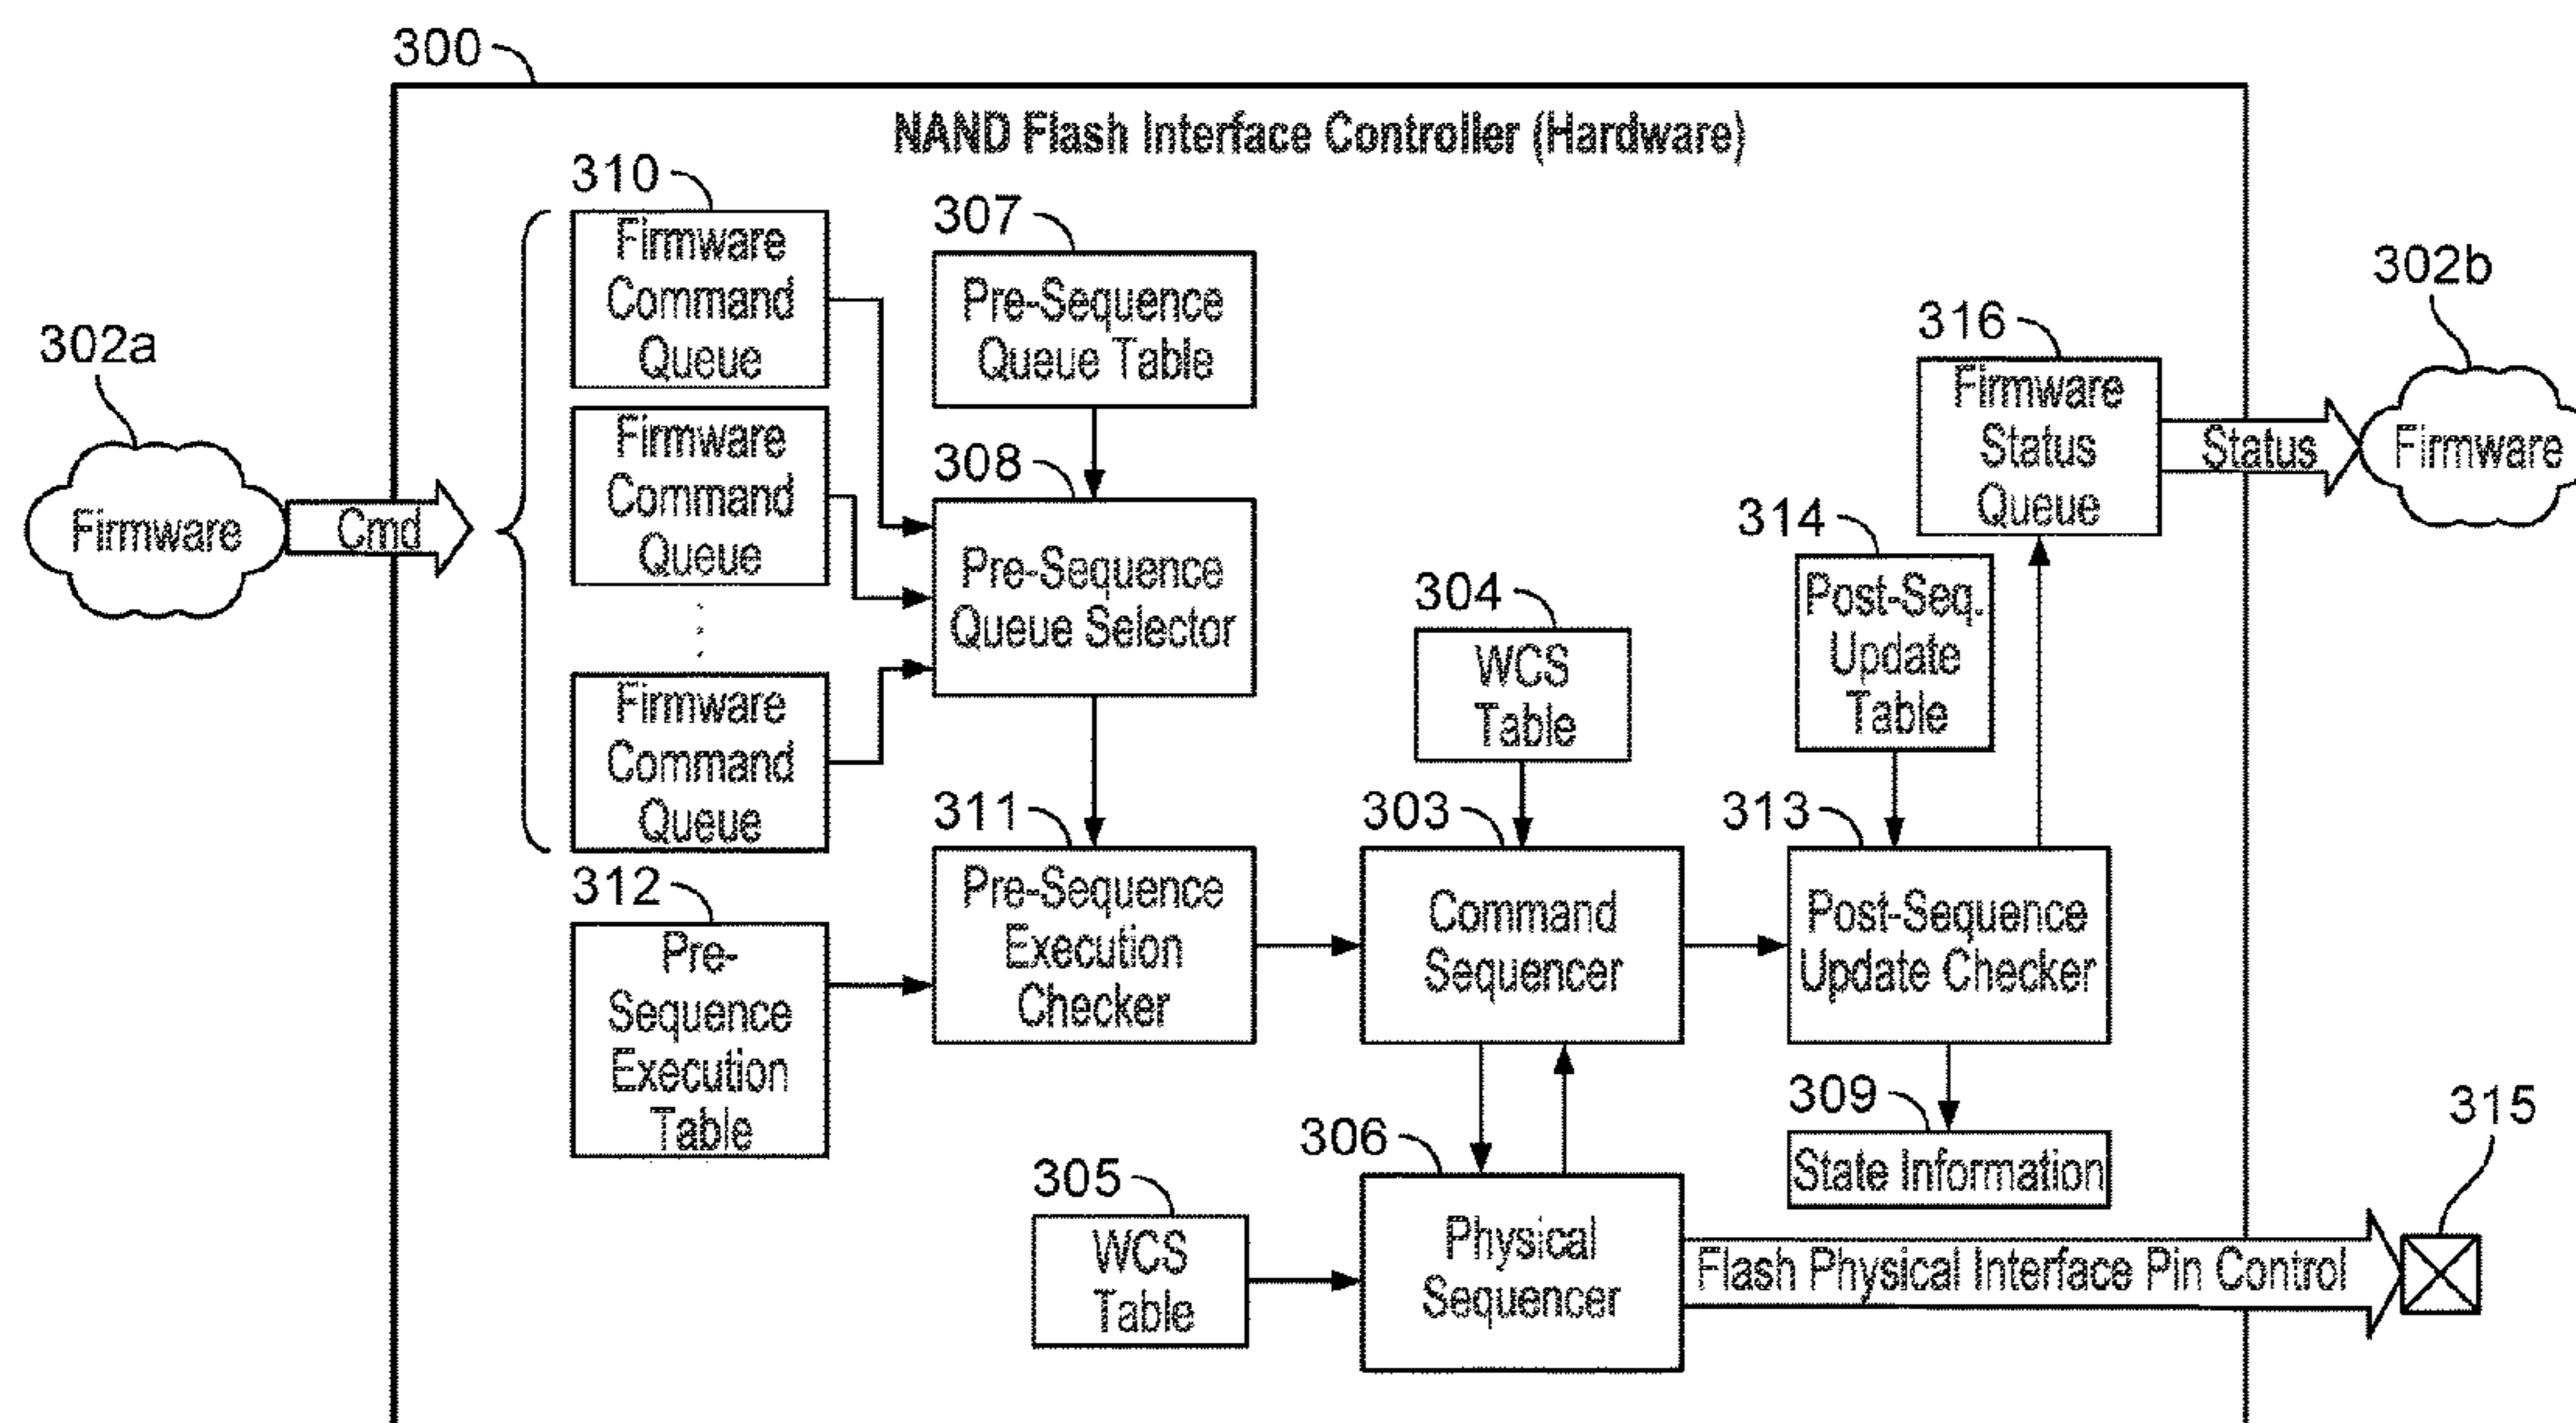 300
NAND Flash Interface Controller (Hardware)
302a
Firmware
Cmd
310
Firmware
Command
Queue
Firmware
Command
Queue
Firmware
Command
Queue
307
Pre-Sequence
Queue Table
308
Pre-Sequence
Queue Selector
312
Pre-
Sequence
Execution
Table
311
Pre-Sequence
Execution
Checker
304
WCS
Table
303
Command
Sequencer
305
WCS
Table
306
Physical
Sequencer
314
Post-Seq.
Update
Table
313
Post-Sequence
Update Checker
309
State Information
316
Firmware
Status
Queue
Status
302b
Firmware
Flash Physical Interface Pin Control
315